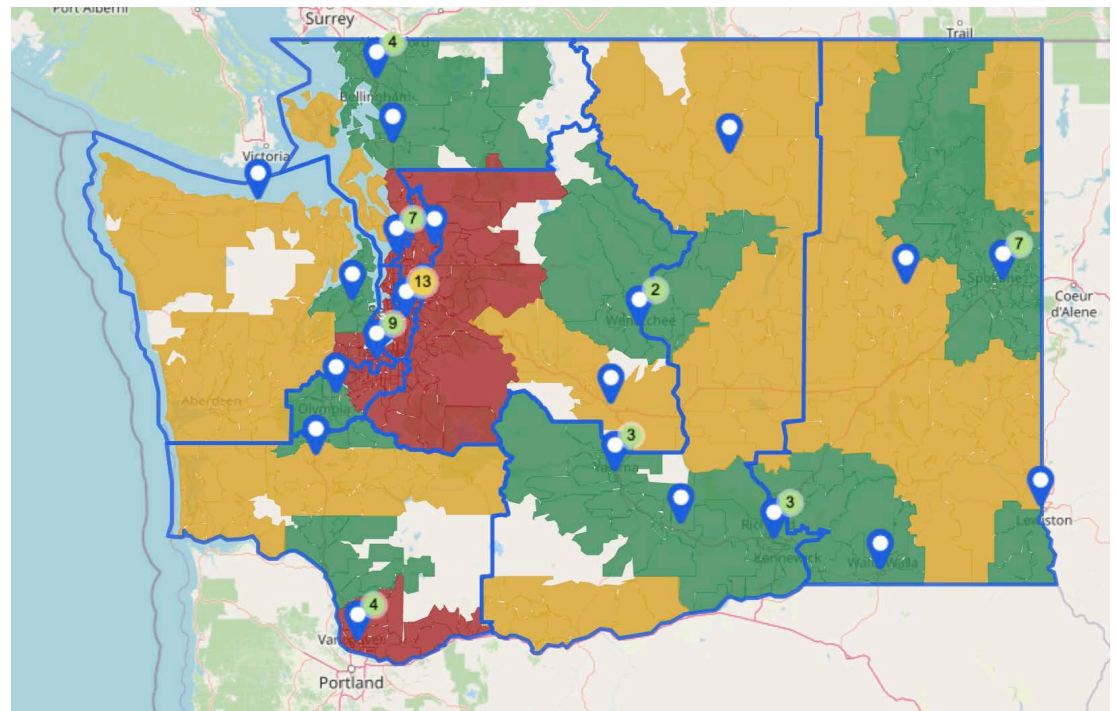 Port Alberni
Surrey
Trail
4
Bellingham
Victoria
7
7
Spokane
Coeur
d'Alene
13
2
Wenatchee
9
Aberdeen
Olympia
3
Yakima
3
Richland
Lewiston
Kennewick
Walla Walla
4
Vancouver
Portland